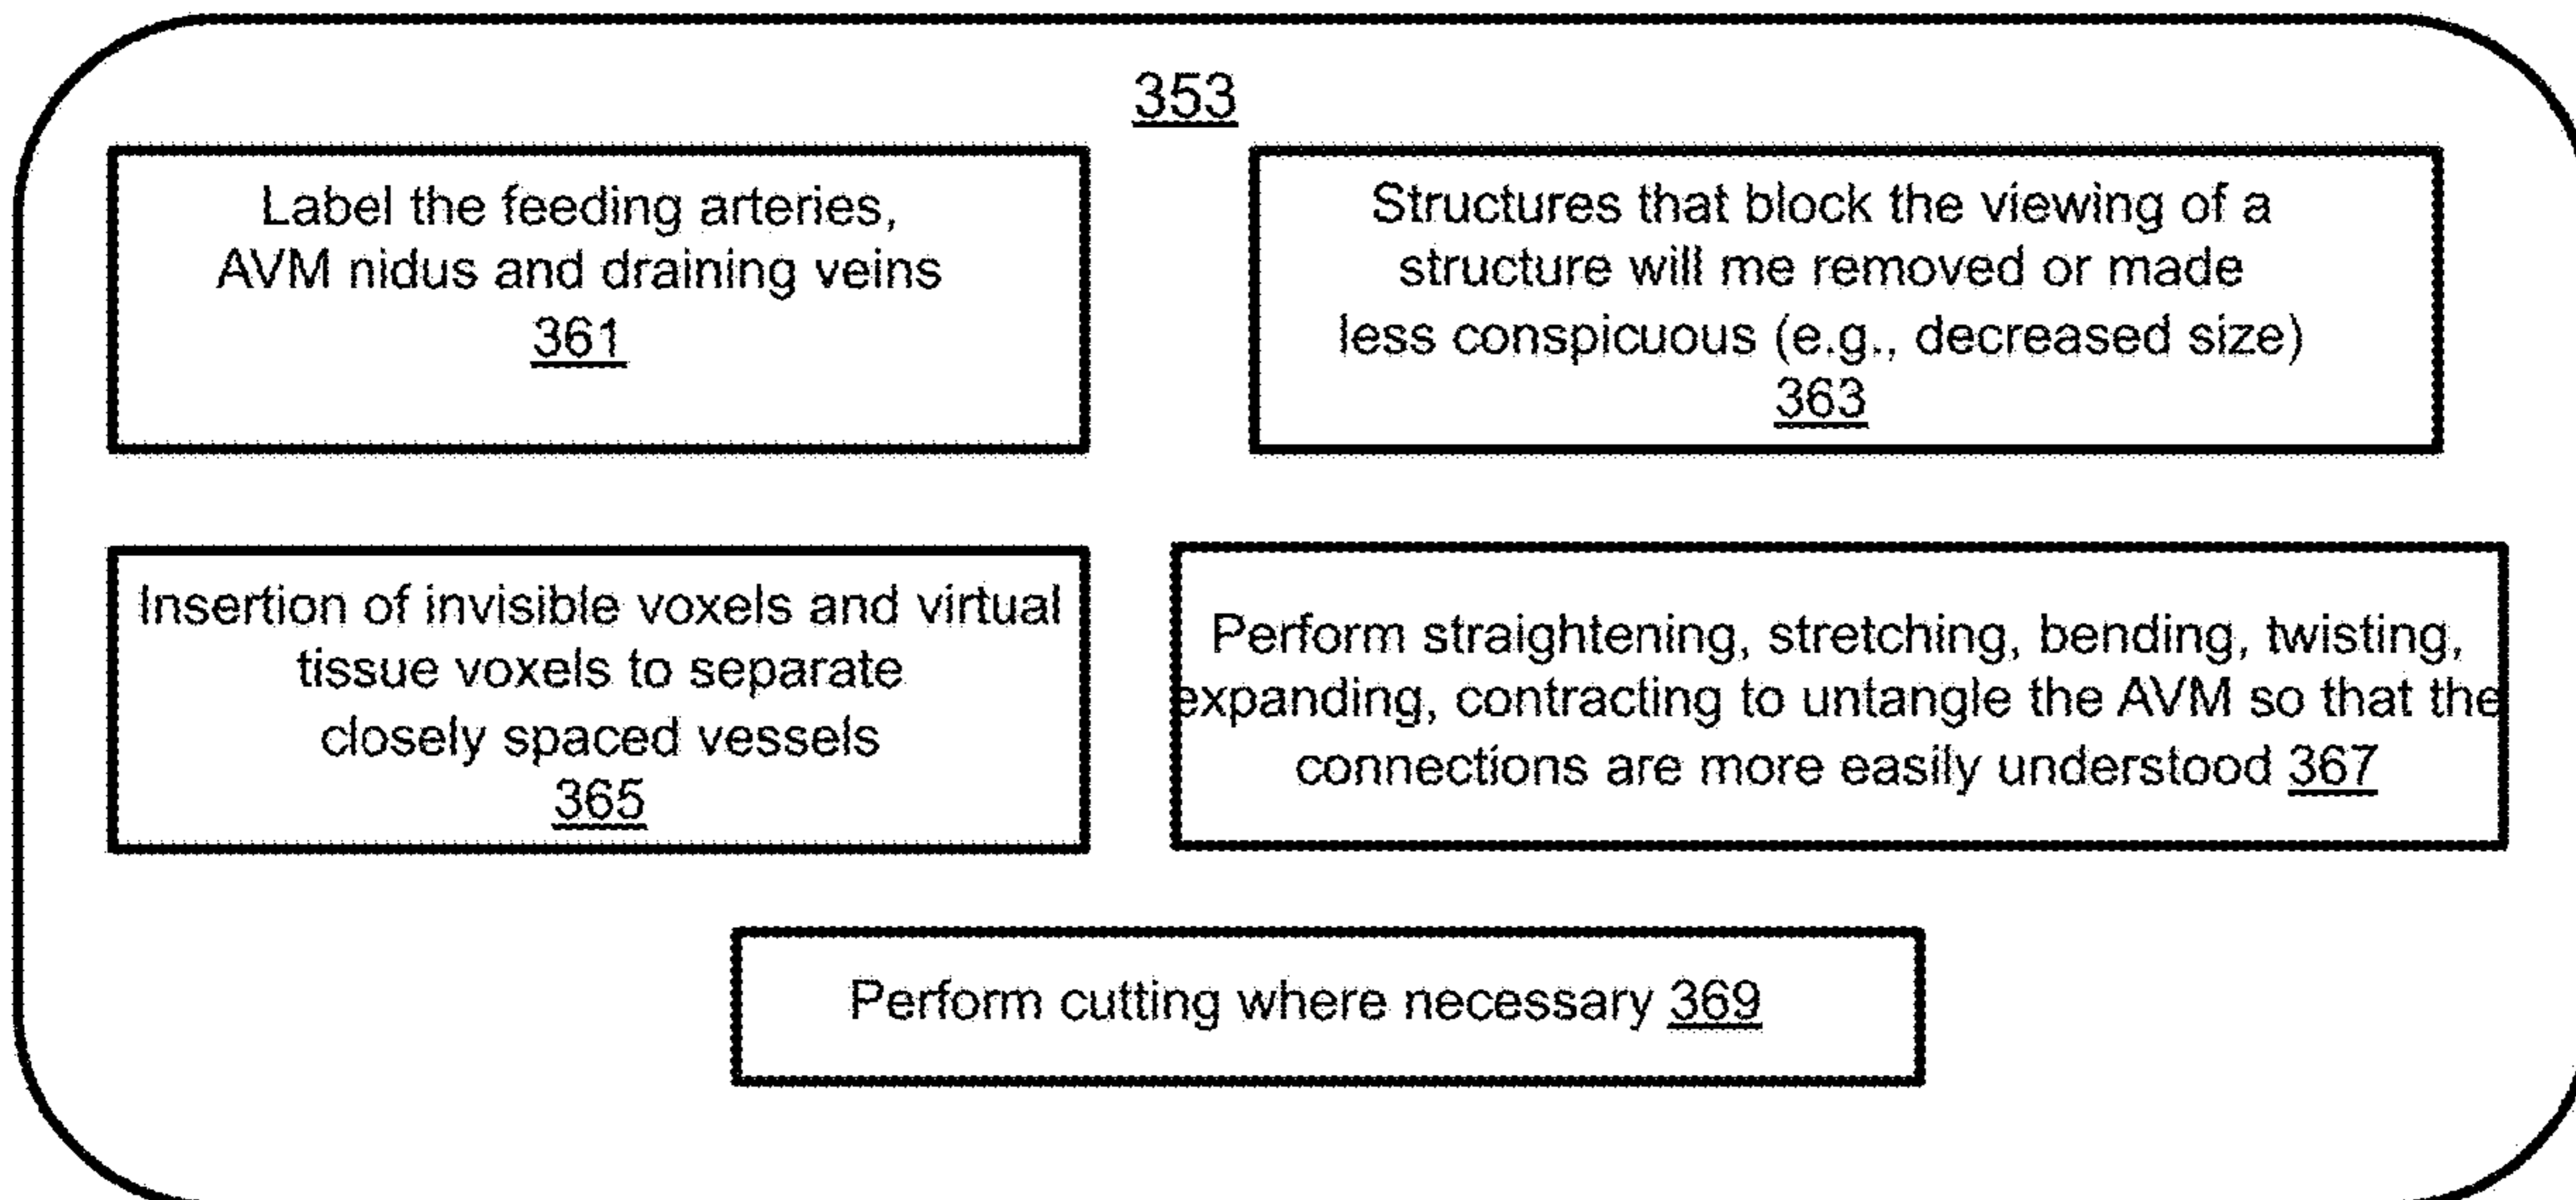 353
Label the feeding arteries,
AVM nidus and draining veins
361
Structures that block the viewing of a
structure will me removed or made
less conspicuous (e.g., decreased size)
363
Insertion of invisible voxels and virtual
tissue voxels to separate
closely spaced vessels
365
Perform straightening, stretching, bending, twisting,
expanding, contracting to untangle the AVM so that the
connections are more easily understood 367
Perform cutting where necessary 369